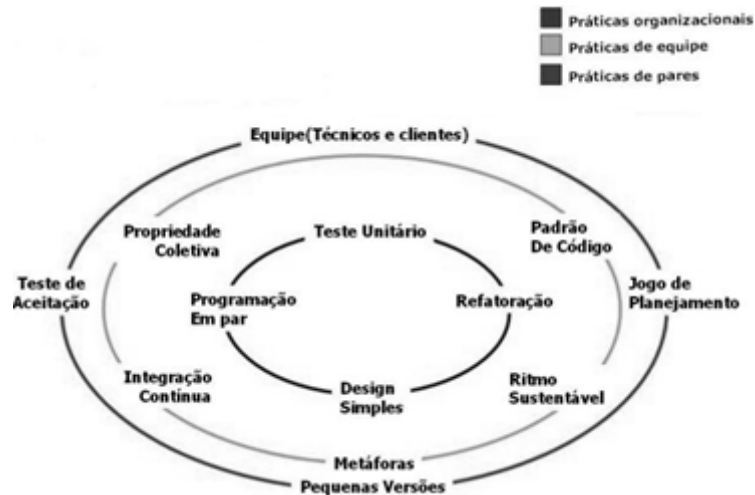 Práticas organizacionais
Práticas de equipe
Práticas de pares
Equipe(Técnicos e clientes)
Propriedade
Coletiva
Teste Unitário
Padrão
De Código
Teste de
Aceitação
Programação
Em par
Refatoração
Jogo de
Planejamento
Integração
Contínua
Design
Simples
Ritmo
Sustentável
Metáforas
Pequenas Versões